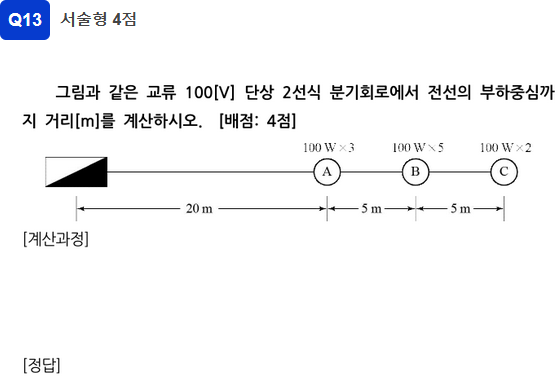 Q13 서술형 4점
그림과 같은 교류 100[V] 단상 2선식 분기회로에서 전선의 부하중심까
지 거리[m]를 계산하시오. [배점: 4점]
100 W×3 100 W×5 100 W×2
A B C
20 m 5 m 5 m
[계산과정]
[정답]